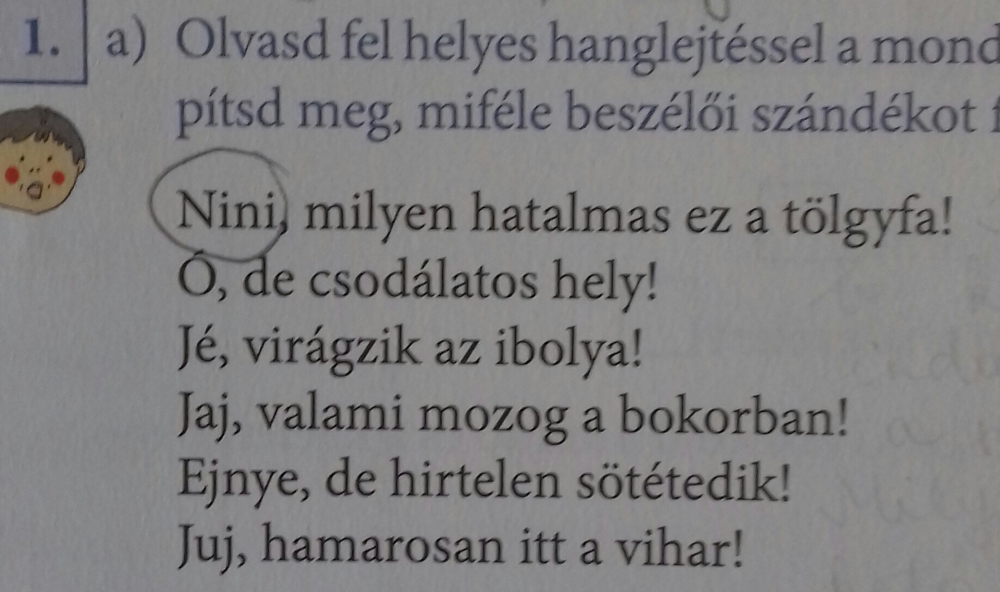 1. a) Olvasd fel helyes hanglejtéssel a mond
pítsd meg, miféle beszélői szándékot f
Nini, milyen hatalmas ez a tölgyfa!
Ó, de csodálatos hely!
Jé, virágzik az ibolya!
Jaj, valami mozog a bokorban!
Ejnye, de hirtelen sötétedik!
Juj, hamarosan itt a vihar!